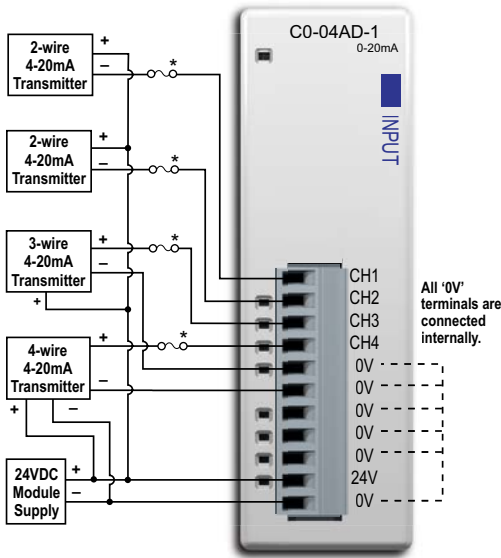 C0-04AD-1
0-20mA
INPUT
2-wire
4-20mA
Transmitter
+
–
*
2-wire
4-20mA
Transmitter
+
–
*
3-wire
4-20mA
Transmitter
+
–
*
+
4-wire
4-20mA
Transmitter
+
–
*
+
–
24VDC
Module
Supply
+
–
CH1
CH2
CH3
CH4
0V
0V
0V
0V
0V
24V
0V
All ‘0V’
terminals are
connected
internally.